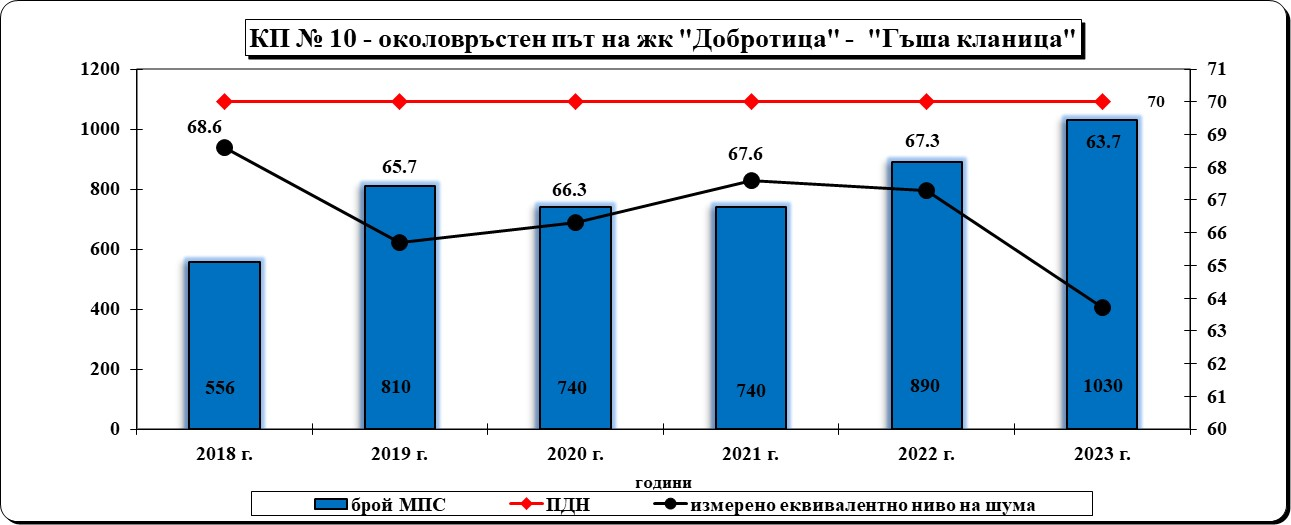 КП № 10 - околовръстен път на жк "Добротица" - "Гъша кланица"
1200 71
1000 70
800 69
600 68
400 67
200 66
0 65
64
63
62
61
60
70
68.6 65.7 66.3 67.6 67.3 63.7
556 810 740 740 890 1030
2018 г. 2019 г. 2020 г. 2021 г. 2022 г. 2023 г.
години
брой МПС ПДН измерено еквивалентно ниво на шума